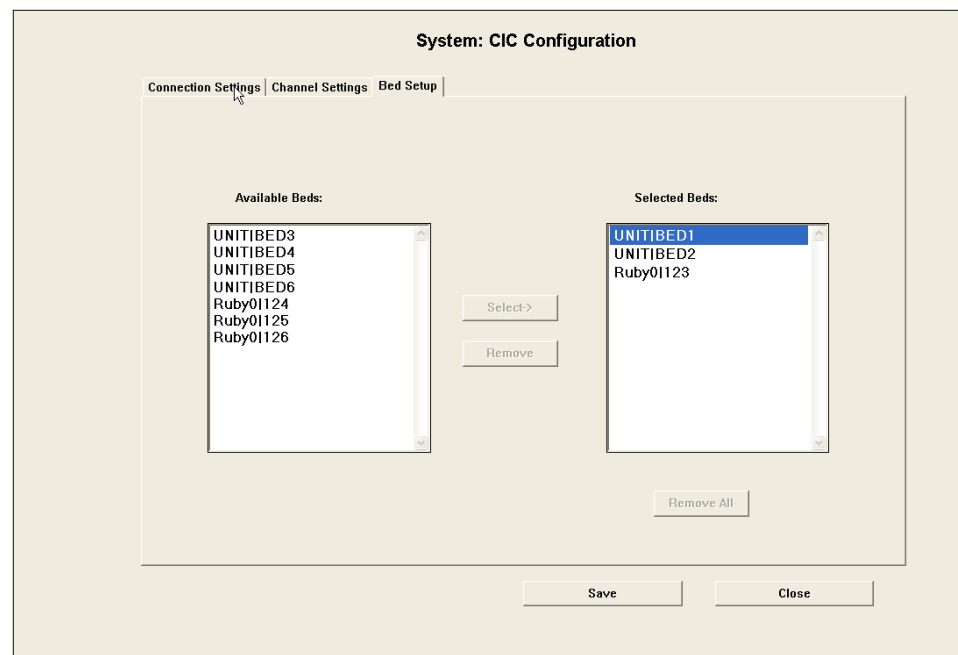 System: CIC Configuration
Connection Settings Channel Settings Bed Setup
Available Beds:
UNIT|BED3
UNIT|BED4
UNIT|BED5
UNIT|BED6
Ruby0|124
Ruby0|125
Ruby0|126
Select->
Remove
Selected Beds:
UNIT|BED1
UNIT|BED2
Ruby0|123
Remove All
Save Close